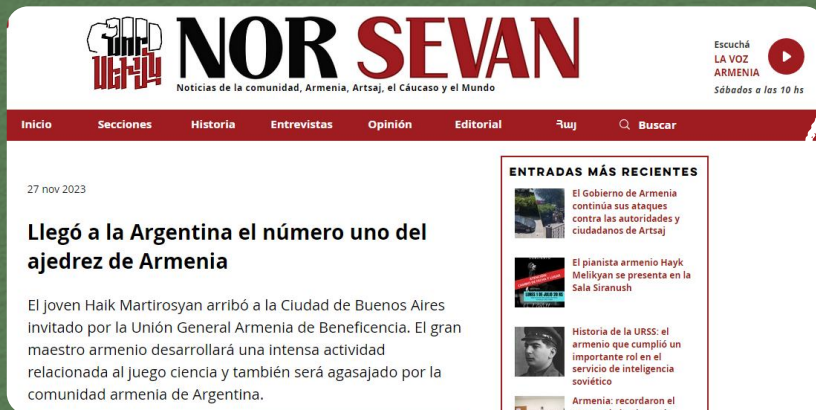 NOR SEVAN
Noticias de la comunidad, Armenia, Artsaj, el Cáucaso y el Mundo
Escuchá
LA VOZ
ARMENIA
Sábados a las 10 hs
Inicio Secciones Historia Entrevistas Opinión Editorial Հայ Buscar
27 nov 2023
Llegó a la Argentina el número uno del
ajedrez de Armenia
El joven Haik Martirosyan arribó a la Ciudad de Buenos Aires
invitado por la Unión General Armenia de Beneficencia. El gran
maestro armenio desarrollará una intensa actividad
relacionada al juego ciencia y también será agasajado por la
comunidad armenia de Argentina.
ENTRADAS MÁS RECIENTES
El Gobierno de Armenia
continúa sus ataques
contra las autoridades y
ciudadanos de Artsaj
El pianista armenio Hayk
Melikyan se presenta en la
Sala Siranush
Historia de la URSS: el
armenio que cumplió un
importante rol en el
servicio de inteligencia
soviético
Armenia: recordaron el